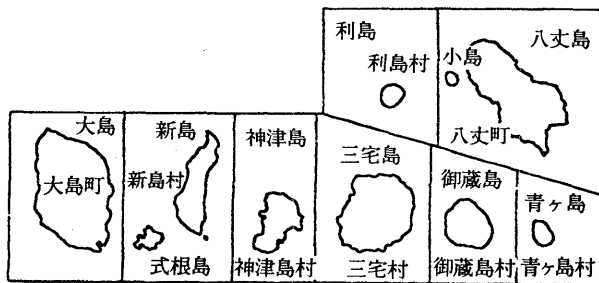 利島
利島村
八丈島
小島
八丈町
大島
大島町
新島
新島村
式根島
神津島
神津島村
三宅島
三宅村
御蔵島
御蔵島村
青ヶ島
青ヶ島村